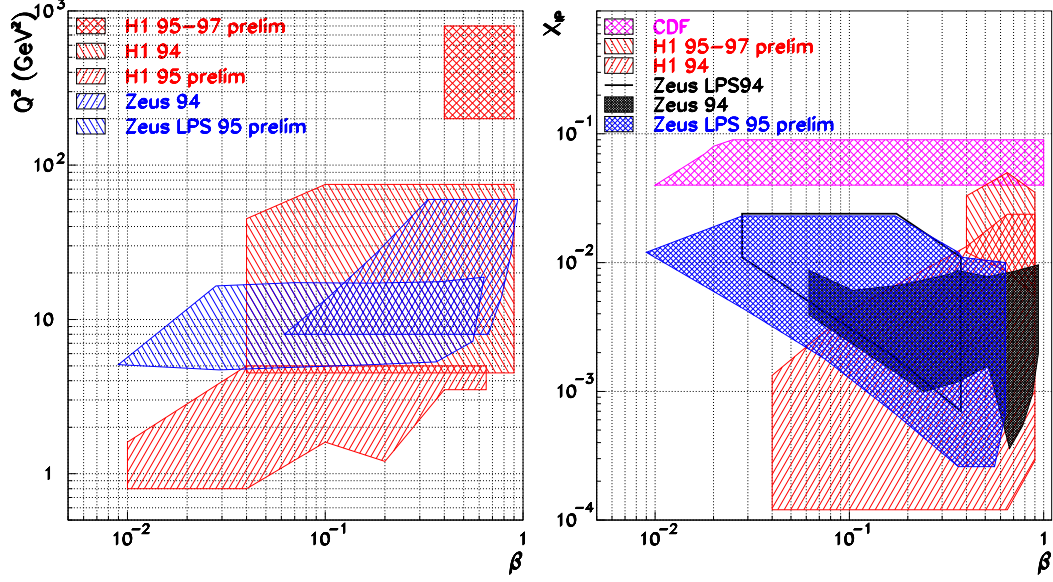 Q² (GeV²)
10³
10²
10
1
H1 95-97 prelim
H1 94
H1 95 prelim
Zeus 94
Zeus LPS 95 prelim
10⁻²
10⁻¹
1
β
X_IP
10⁻¹
10⁻²
10⁻³
10⁻⁴
CDF
H1 95-97 prelim
H1 94
Zeus LPS94
Zeus 94
Zeus LPS 95 prelim
10⁻²
10⁻¹
1
β